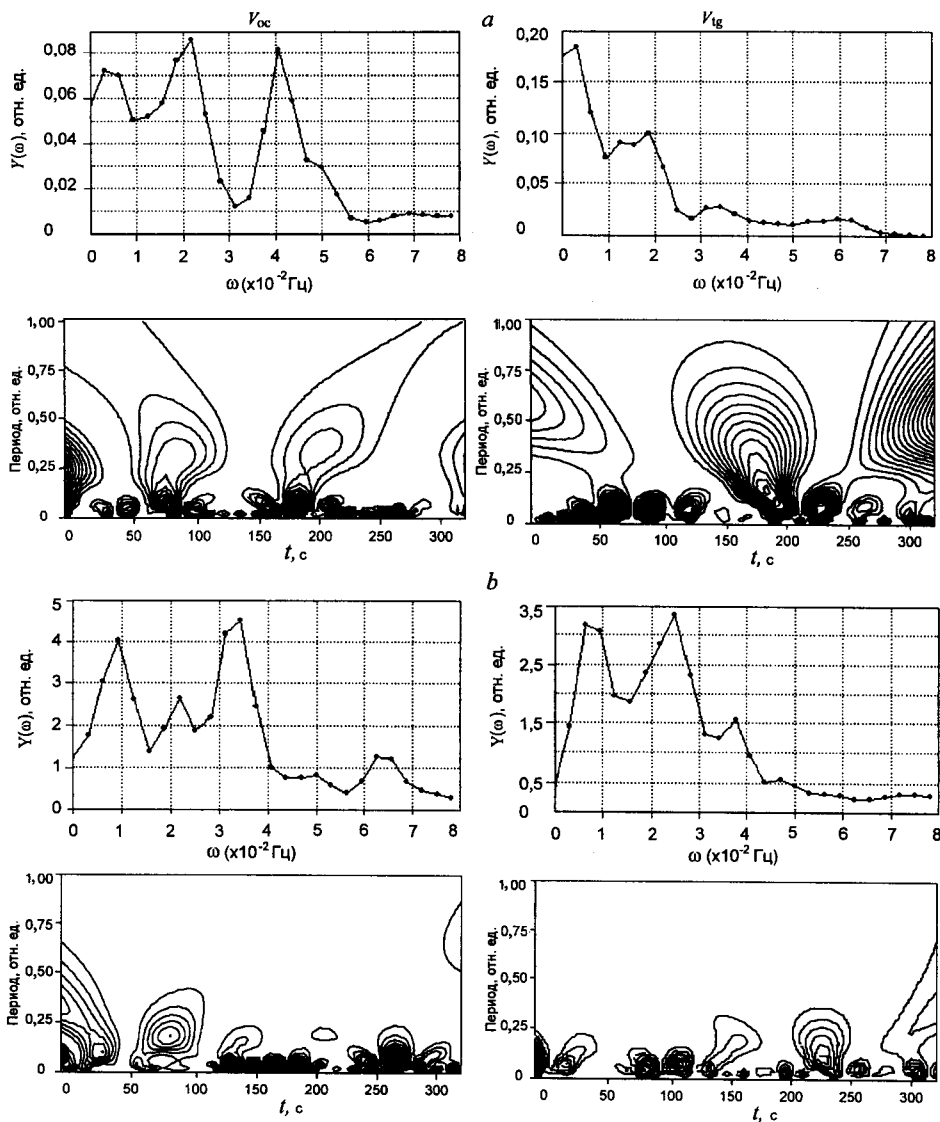 V_oc a V_tg
Y(ω), отн. ед.
0,08
0,06
0,04
0,02
0
0 1 2 3 4 5 6 7 8
ω (x10^-2 Гц)
Y(ω), отн. ед.
0,20
0,15
0,10
0,05
0
0 1 2 3 4 5 6 7 8
ω (x10^-2 Гц)
Период, отн. ед.
1,00
0,75
0,50
0,25
0
0 50 100 150 200 250 300
t, с
Период, отн. ед.
1,00
0,75
0,50
0,25
0
0 50 100 150 200 250 300
t, с
b
Y(ω), отн. ед.
5
4
3
2
1
0
0 1 2 3 4 5 6 7 8
ω (x10^-2 Гц)
Y(ω), отн. ед.
3,5
2,5
1,5
0,5
0
0 1 2 3 4 5 6 7 8
ω (x10^-2 Гц)
Период, отн. ед.
1,00
0,75
0,50
0,25
0
0 50 100 150 200 250 300
t, с
Период, отн. ед.
1,00
0,75
0,50
0,25
0
0 50 100 150 200 250 300
t, с